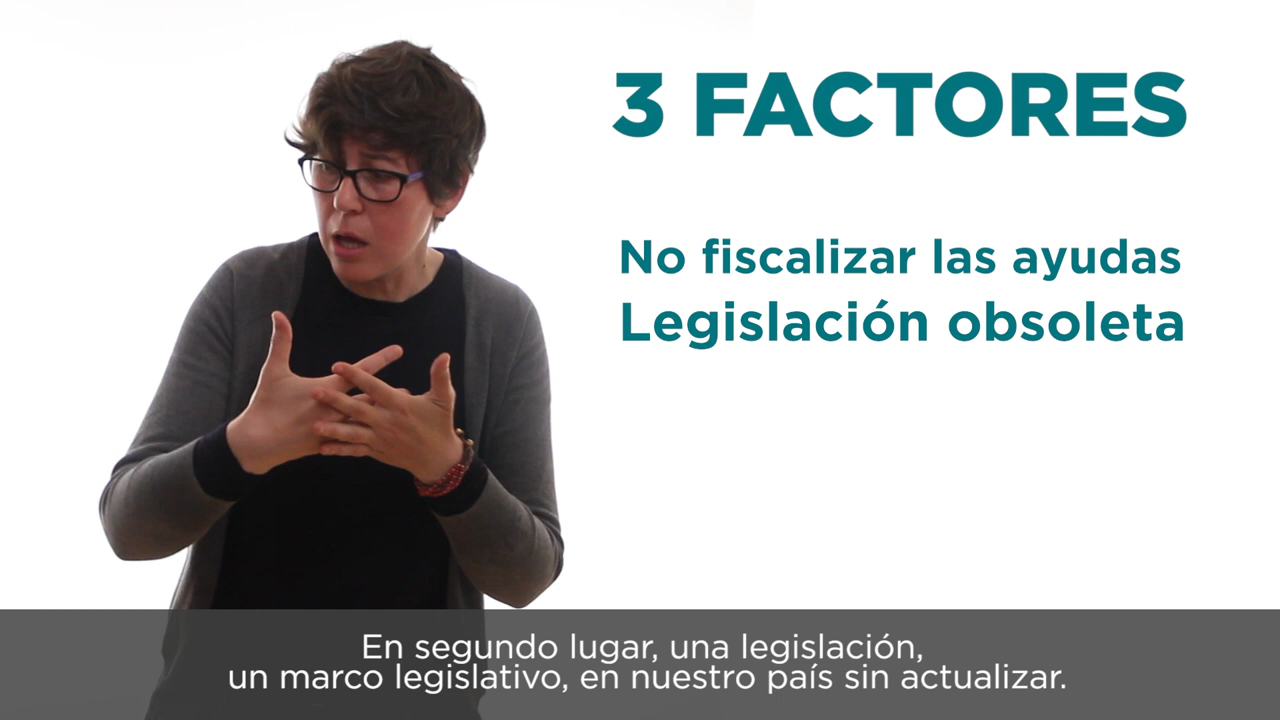 3 FACTORES
No fiscalizar las ayudas
Legislación obsoleta
En segundo lugar, una legislación,
un marco legislativo, en nuestro país sin actualizar.